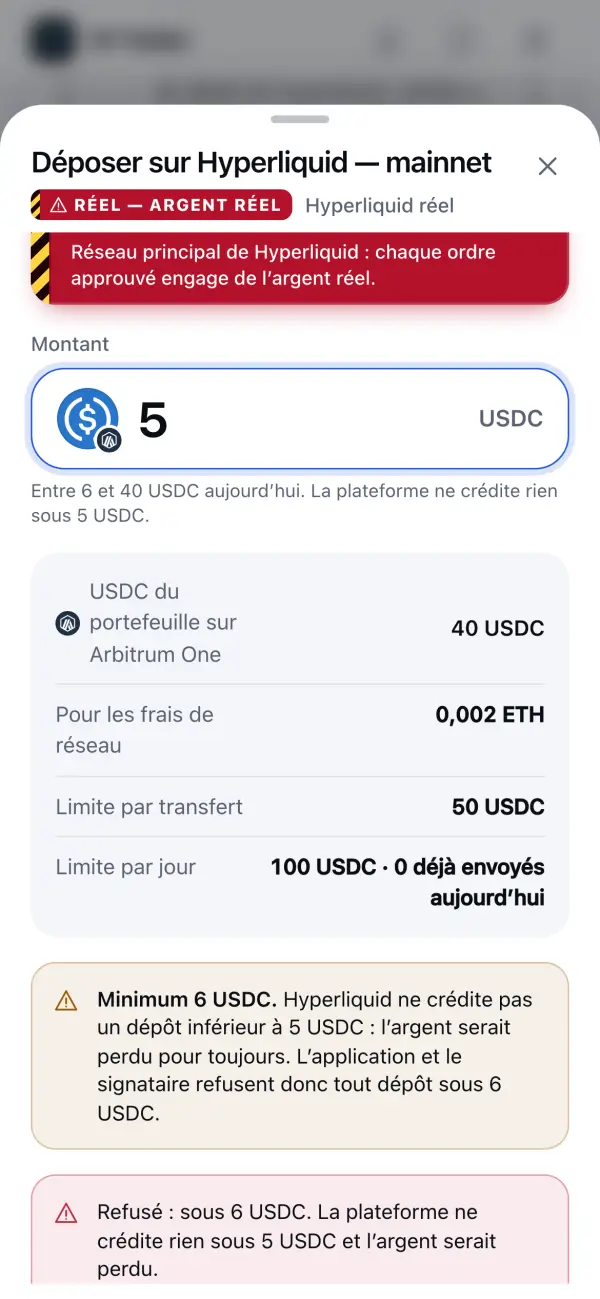 Déposer sur Hyperliquid — mainnet
RÉEL — ARGENT RÉEL Hyperliquid réel
Réseau principal de Hyperliquid : chaque ordre
approuvé engage de l’argent réel.
Montant
5 USDC
Entre 6 et 40 USDC aujourd’hui. La plateforme ne crédite rien
sous 5 USDC.
USDC du
portefeuille sur
Arbitrum One
40 USDC
Pour les frais de
réseau
0,002 ETH
Limite par transfert 50 USDC
Limite par jour 100 USDC · 0 déjà envoyés
aujourd’hui
Minimum 6 USDC. Hyperliquid ne crédite pas
un dépôt inférieur à 5 USDC : l’argent serait
perdu pour toujours. L’application et le
signataire refusent donc tout dépôt sous 6
USDC.
Refusé : sous 6 USDC. La plateforme ne
crédite rien sous 5 USDC et l’argent serait
perdu.